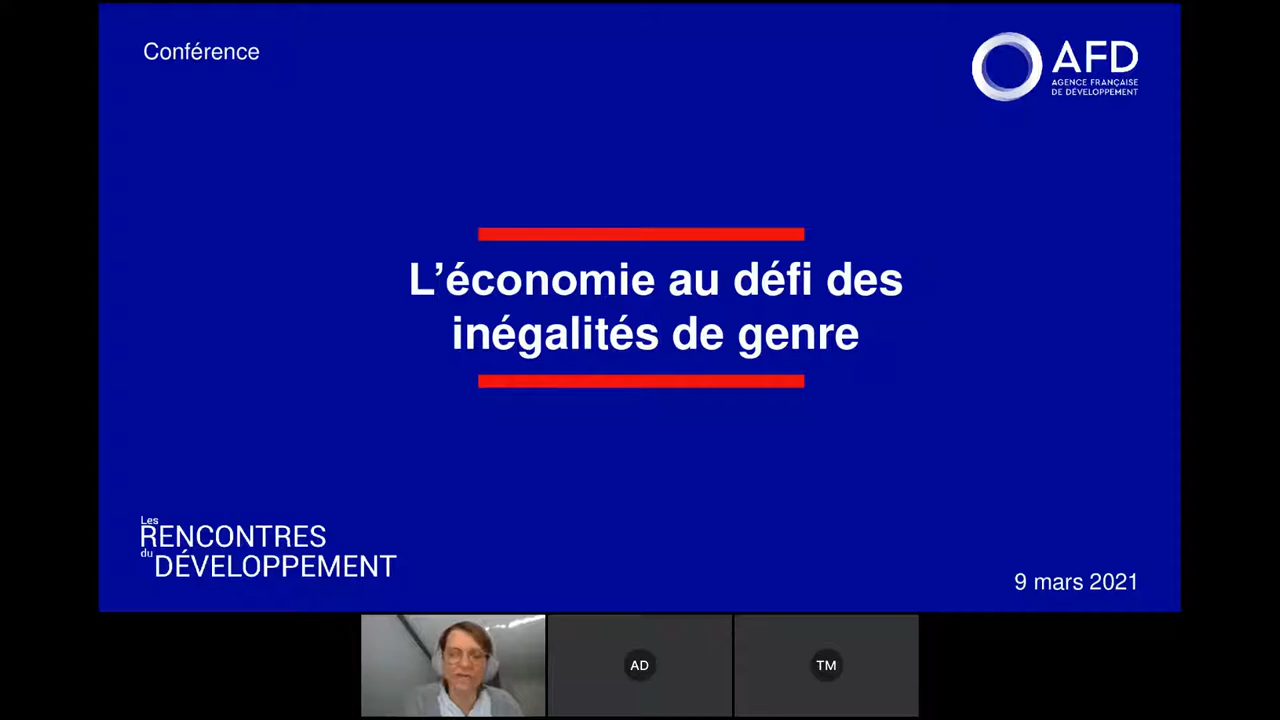 Conférence
AFD
AGENCE FRANÇAISE
DE DÉVELOPPEMENT
L’économie au défi des
inégalités de genre
Les
RENCONTRES
du
DÉVELOPPEMENT
9 mars 2021
AD
TM